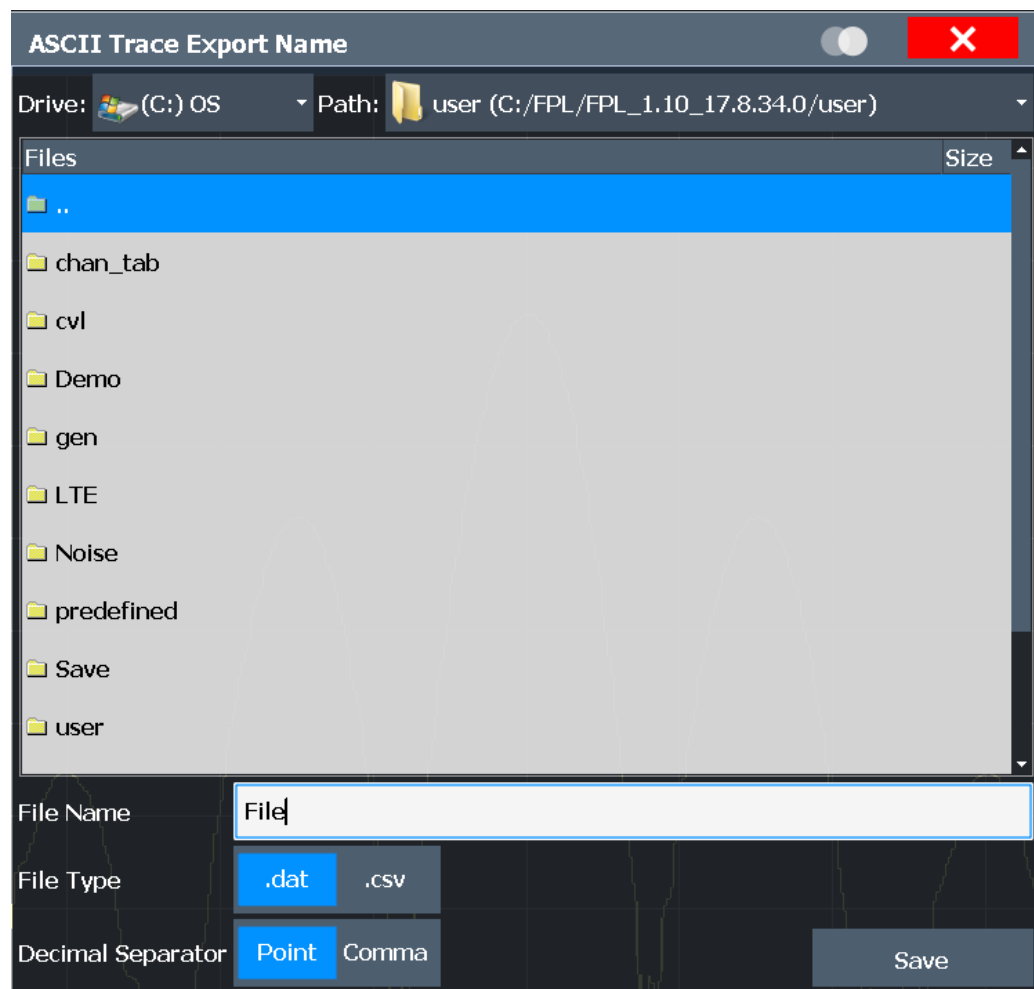 ASCII Trace Export Name
Drive: (C:) OS Path: user (C:/FPL/FPL_1.10_17.8.34.0/user)
Files Size
..
chan_tab
cvl
Demo
gen
LTE
Noise
predefined
Save
user
File Name File
File Type .dat .csv
Decimal Separator Point Comma Save